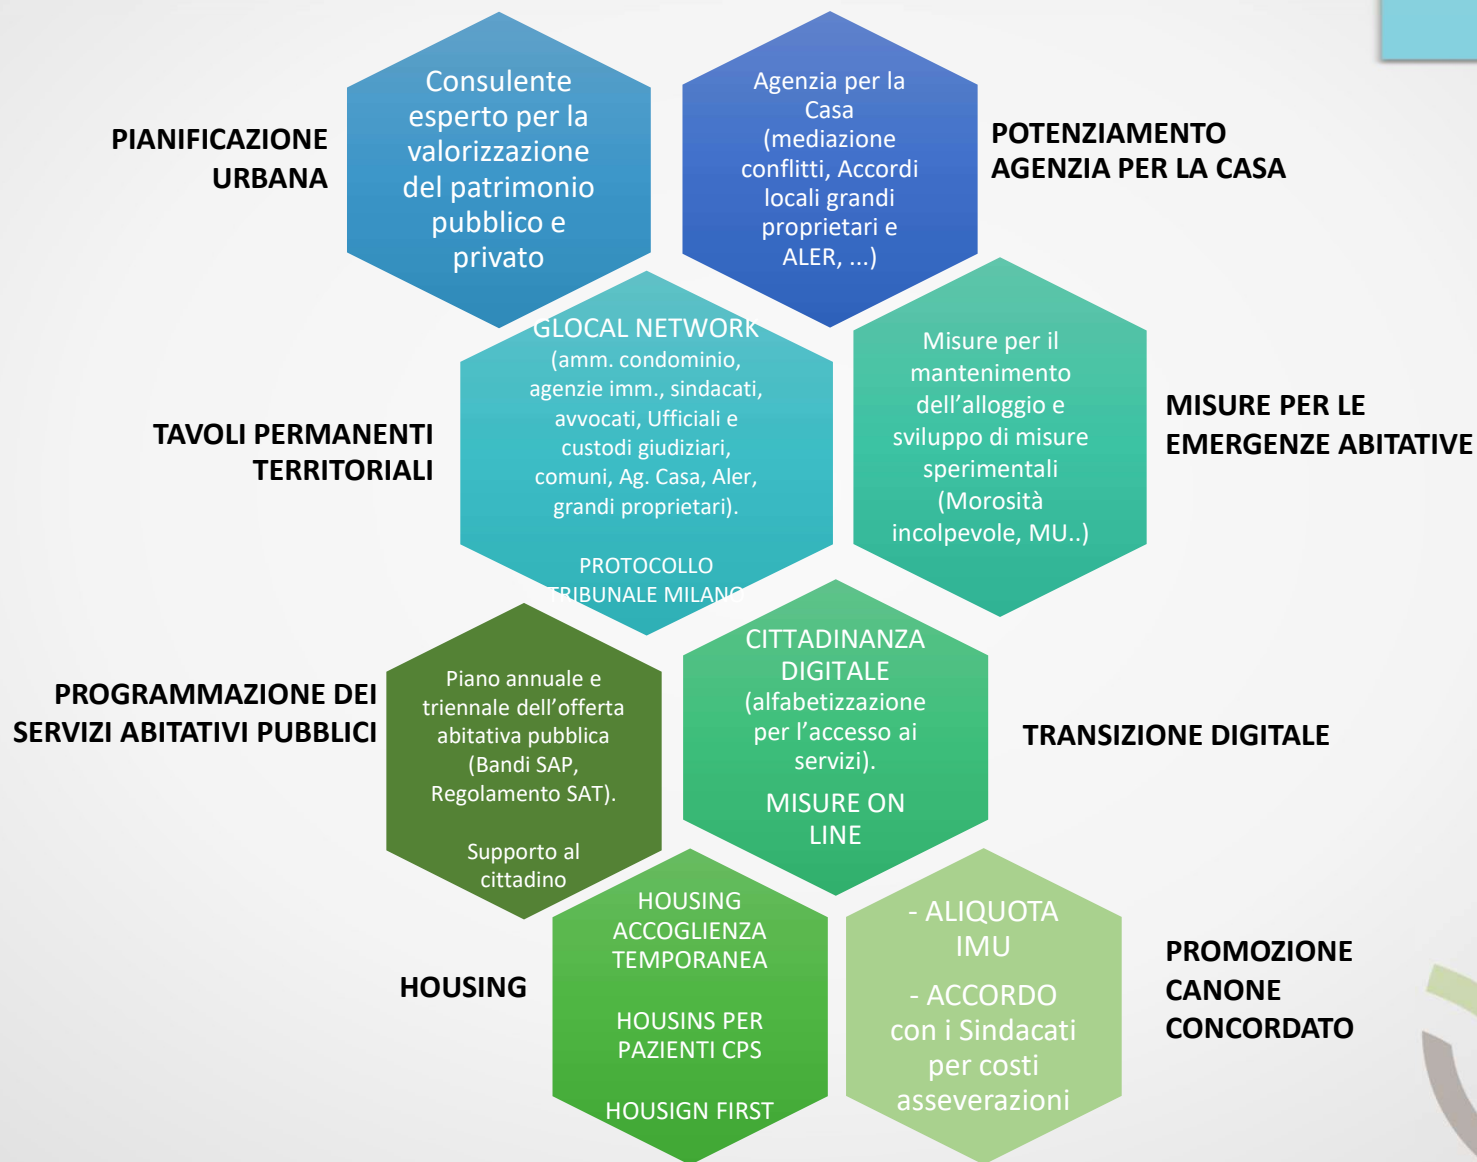 PIANIFICAZIONE
URBANA
Consulente
esperto per la
valorizzazione
del patrimonio
pubblico e
privato
Agenzia per la
Casa
(mediazione
conflitti, Accordi
locali grandi
proprietari e
ALER, ...)
POTENZIAMENTO
AGENZIA PER LA CASA
TAVOLI PERMANENTI
TERRITORIALI
GLOCAL NETWORK
(amm. condominio,
agenzie imm., sindacati,
avvocati, Ufficiali e
custodi giudiziari,
comuni, Ag. Casa, Aler,
grandi proprietari).
PROTOCOLLO
TRIBUNALE MILANO
Misure per il
mantenimento
dell’alloggio e
sviluppo di misure
sperimentali
(Morosità
incolpevole, MU..)
MISURE PER LE
EMERGENZE ABITATIVE
PROGRAMMAZIONE DEI
SERVIZI ABITATIVI PUBBLICI
Piano annuale e
triennale dell’offerta
abitativa pubblica
(Bandi SAP,
Regolamento SAT).
Supporto al
cittadino
CITTADINANZA
DIGITALE
(alfabetizzazione
per l’accesso ai
servizi).
MISURE ON
LINE
TRANSIZIONE DIGITALE
HOUSING
HOUSING
ACCOGLIENZA
TEMPORANEA
HOUSINS PER
PAZIENTI CPS
HOUSIGN FIRST
- ALIQUOTA
IMU
- ACCORDO
con i Sindacati
per costi
asseverazioni
PROMOZIONE
CANONE
CONCORDATO